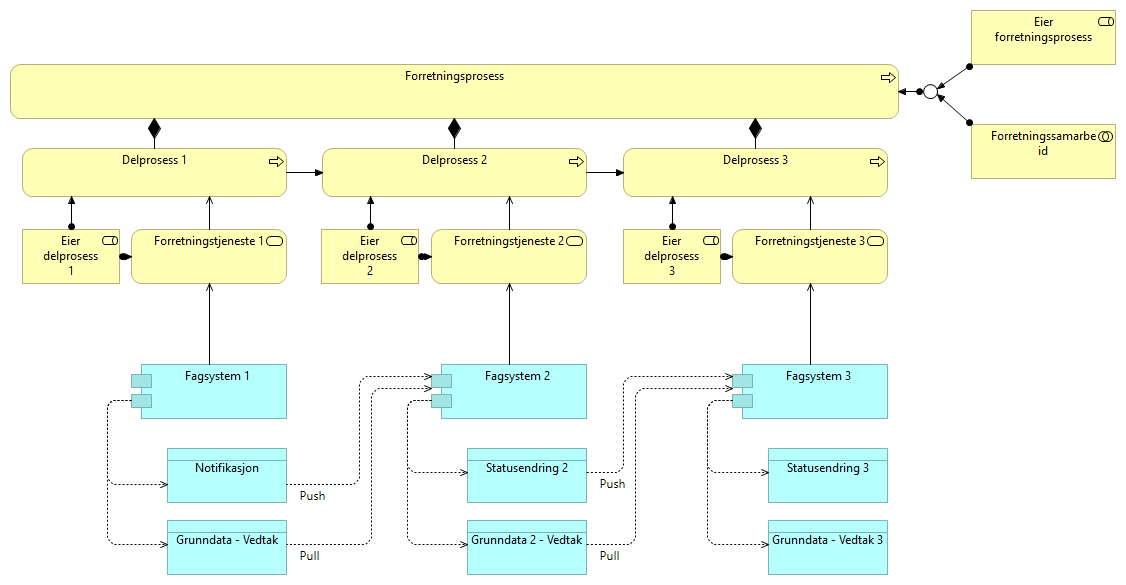 Eier
forretningsprosess
Forretningsprosess
Forretningssamarbe
id
Delprosess 1
Delprosess 2
Delprosess 3
Eier
delprosess
1
Forretningstjeneste 1
Eier
delprosess
2
Forretningstjeneste 2
Eier
delprosess
3
Forretningstjeneste 3
Fagsystem 1
Fagsystem 2
Fagsystem 3
Notifikasjon
Push
Statusendring 2
Push
Statusendring 3
Grunndata - Vedtak
Pull
Grunndata 2 - Vedtak
Pull
Grunndata - Vedtak 3